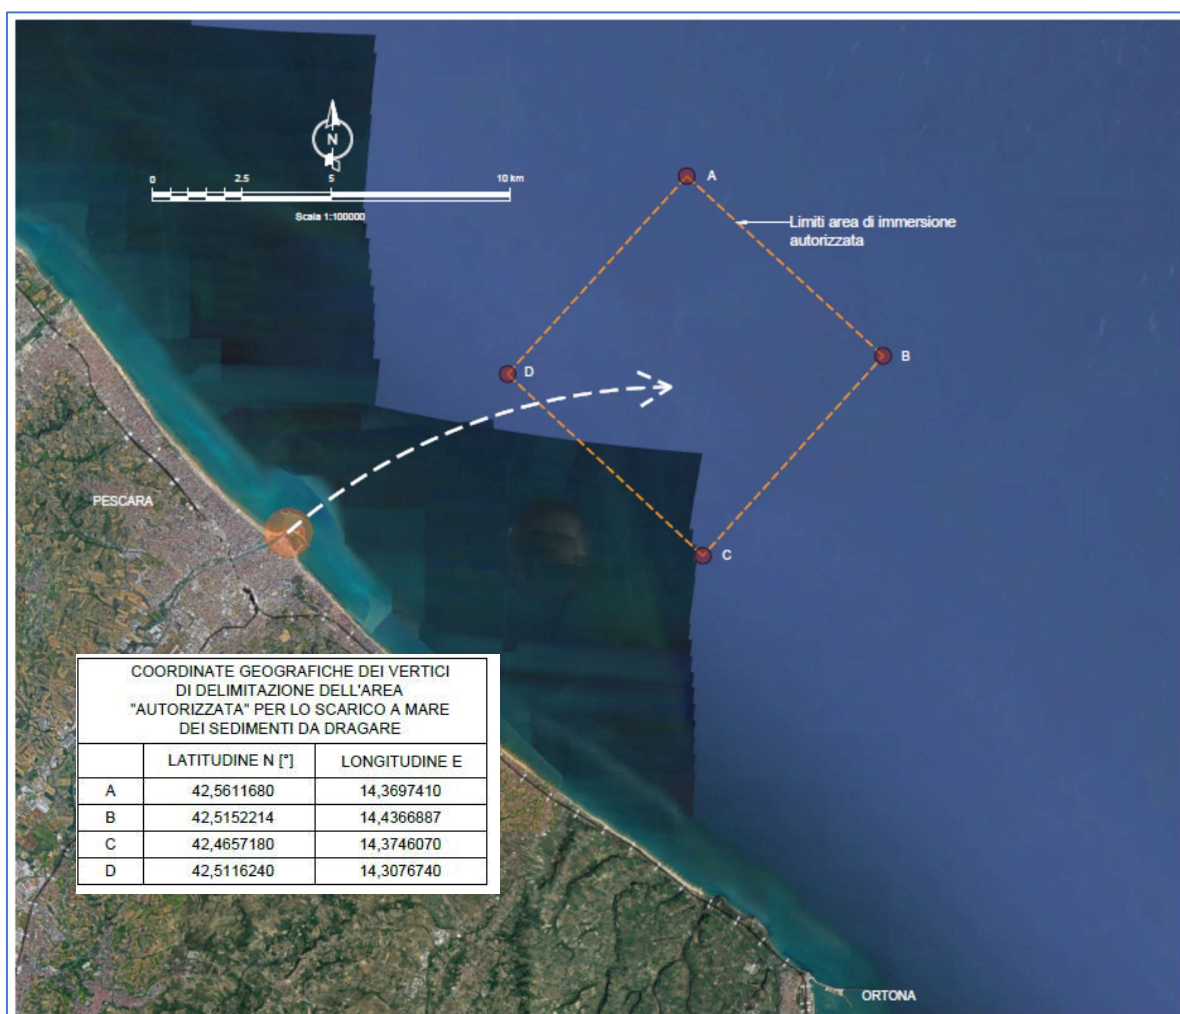 N
0 2.5 5 10 km
Scala 1:100000
A
Limiti area di immersione
autorizzata
B
D
C
PESCARA
COORDINATE GEOGRAFICHE DEI VERTICI
DI DELIMITAZIONE DELL'AREA
"AUTORIZZATA" PER LO SCARICO A MARE
DEI SEDIMENTI DA DRAGARE
LATITUDINE N [°] LONGITUDINE E
A 42,5611680 14,3697410
B 42,5152214 14,4366887
C 42,4657180 14,3746070
D 42,5116240 14,3076740
ORTONA